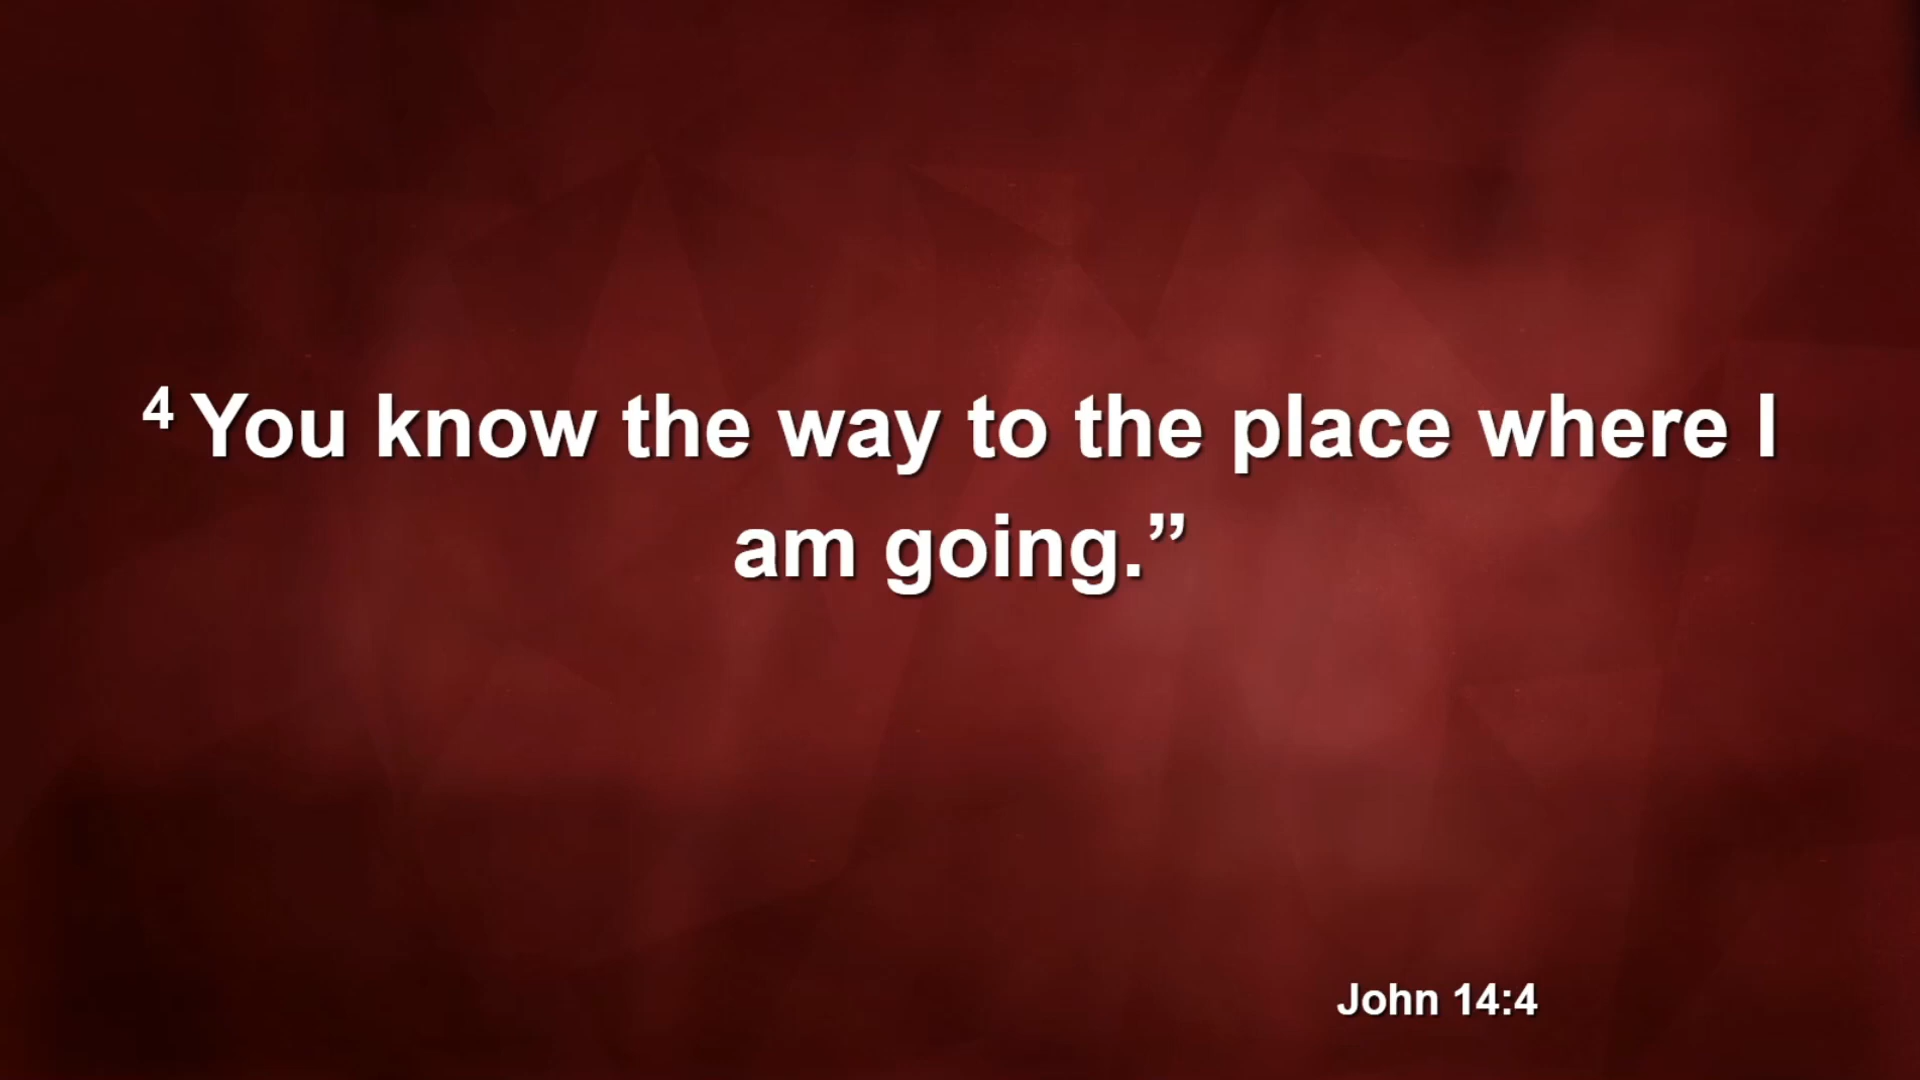 4 You know the way to the place where I
am going.”
John 14:4